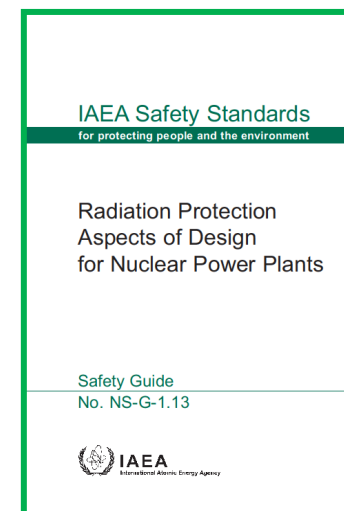 IAEA Safety Standards
for protecting people and the environment
Radiation Protection
Aspects of Design
for Nuclear Power Plants
Safety Guide
No. NS-G-1.13
IAEA
International Atomic Energy Agency